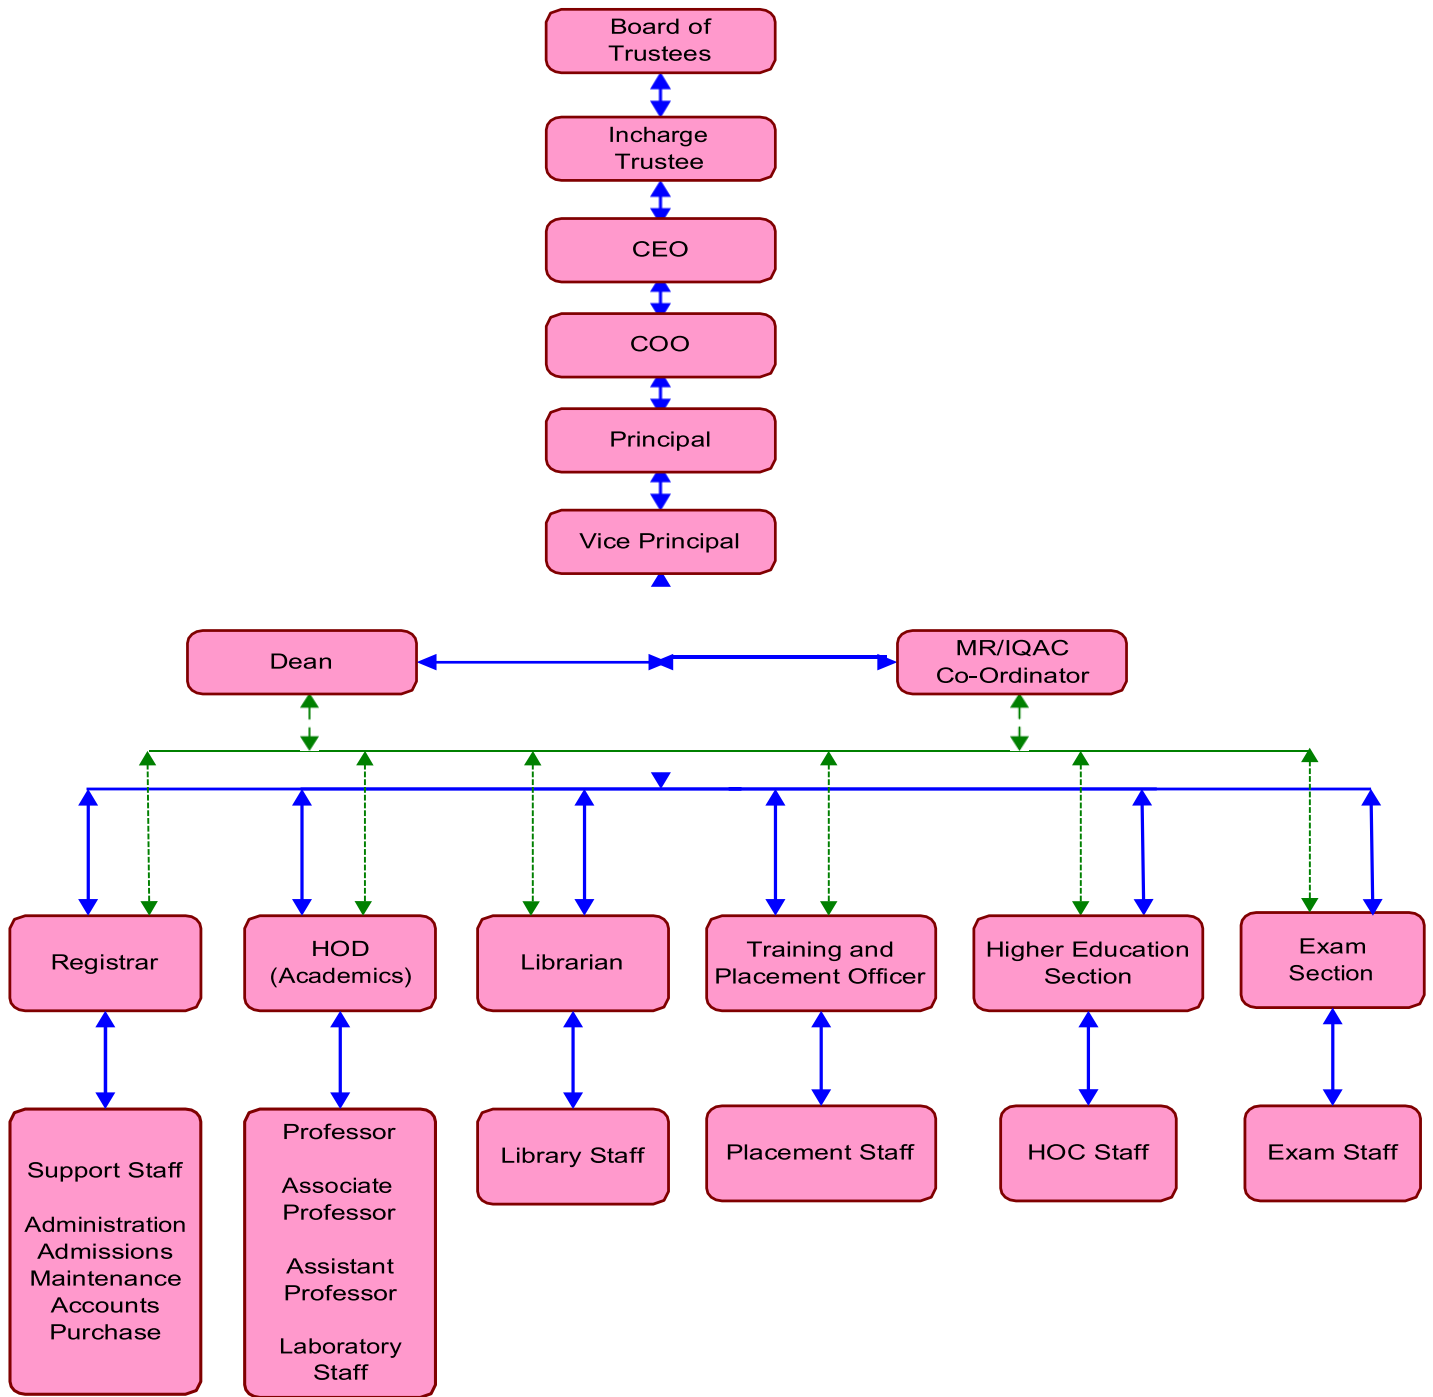 Board of
Trustees
Incharge
Trustee
CEO
COO
Principal
Vice Principal
Dean
MR/IQAC
Co-Ordinator
Registrar
HOD
(Academics)
Librarian
Training and
Placement Officer
Higher Education
Section
Exam
Section
Support Staff
Administration
Admissions
Maintenance
Accounts
Purchase
Professor
Associate
Professor
Assistant
Professor
Laboratory
Staff
Library Staff
Placement Staff
HOC Staff
Exam Staff